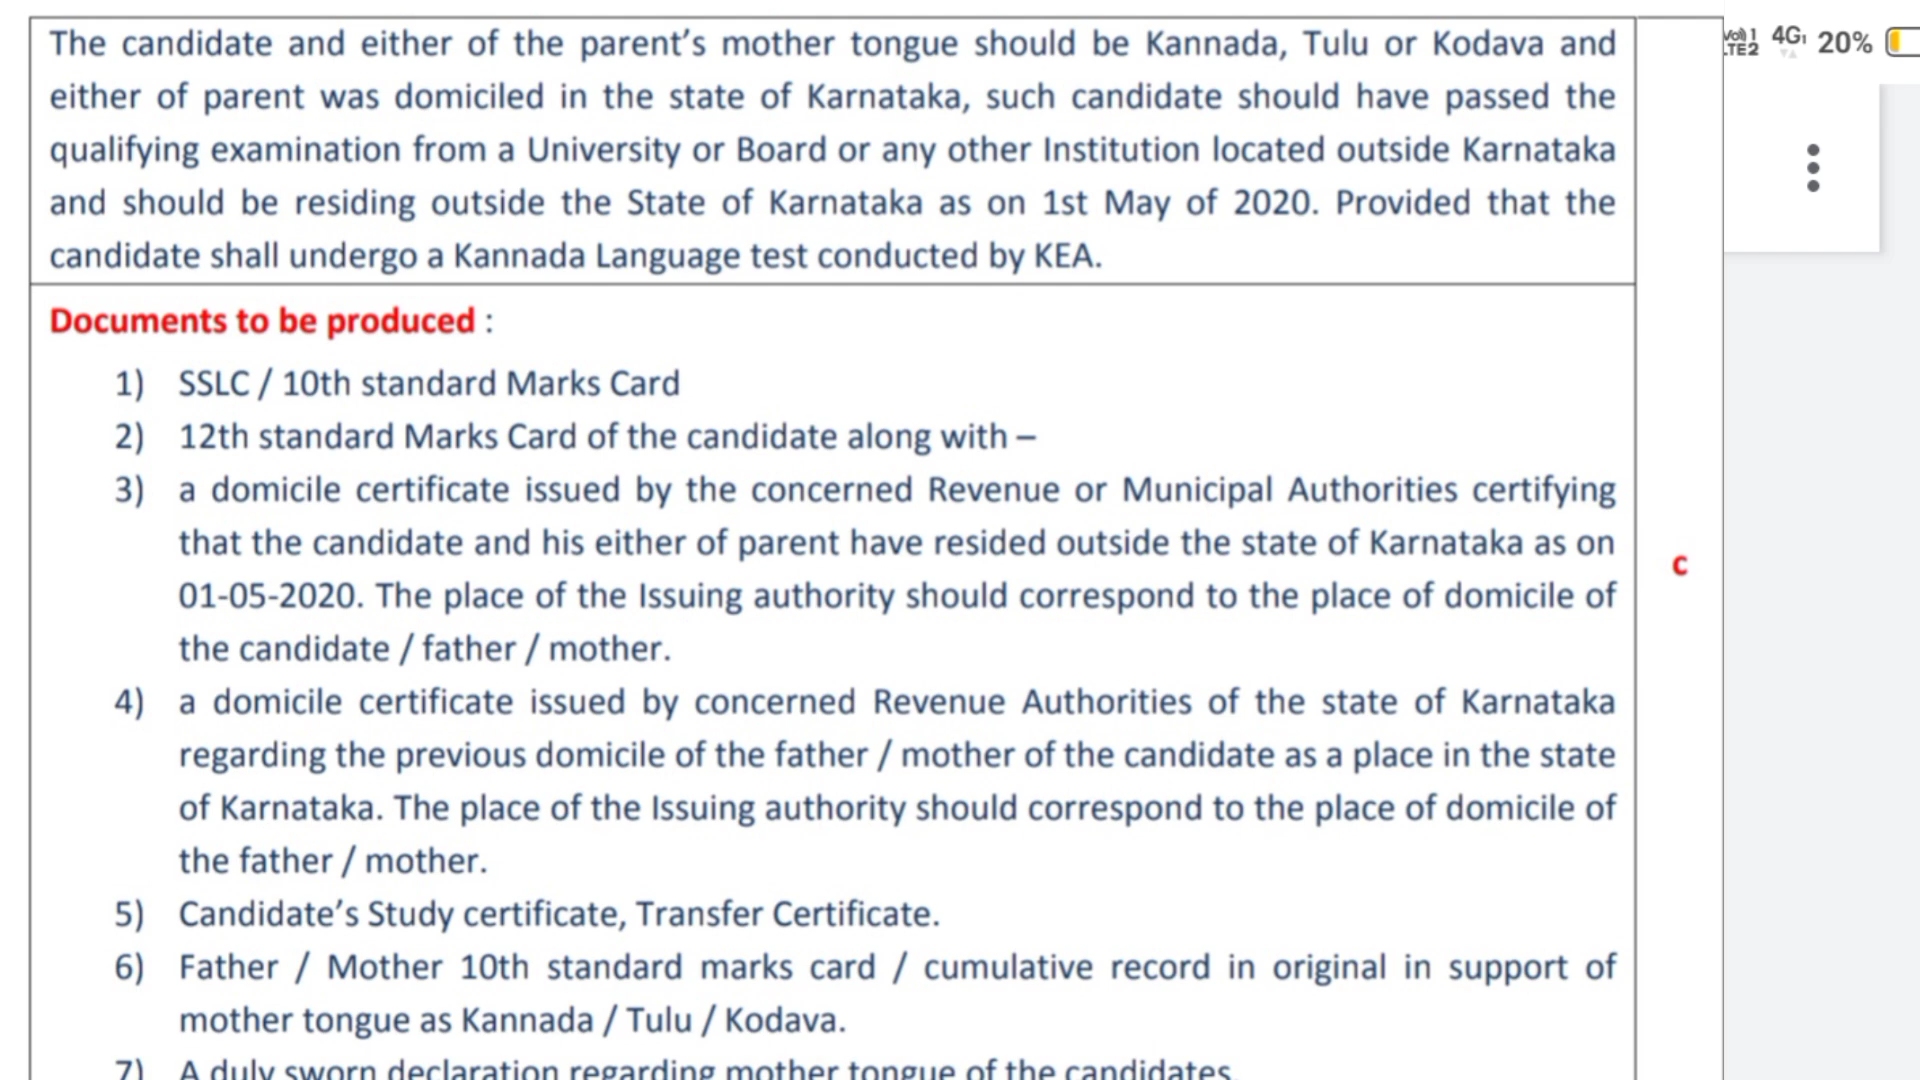 The candidate and either of the parent's mother tongue should be Kannada, Tulu or Kodava and
either of parent was domiciled in the state of Karnataka, such candidate should have passed the
qualifying examination from a University or Board or any other Institution located outside Karnataka
and should be residing outside the State of Karnataka as on 1st May of 2020. Provided that the
candidate shall undergo a Kannada Language test conducted by KEA.
Documents to be produced :
1) SSLC / 10th standard Marks Card
2) 12th standard Marks Card of the candidate along with –
3) a domicile certificate issued by the concerned Revenue or Municipal Authorities certifying
that the candidate and his either of parent have resided outside the state of Karnataka as on
01-05-2020. The place of the Issuing authority should correspond to the place of domicile of
the candidate / father / mother.
4) a domicile certificate issued by concerned Revenue Authorities of the state of Karnataka
regarding the previous domicile of the father / mother of the candidate as a place in the state
of Karnataka. The place of the Issuing authority should correspond to the place of domicile of
the father / mother.
5) Candidate's Study certificate, Transfer Certificate.
6) Father / Mother 10th standard marks card / cumulative record in original in support of
mother tongue as Kannada / Tulu / Kodava.
7) A duly sworn declaration regarding mother tongue of the candidates.
c
4G 20%